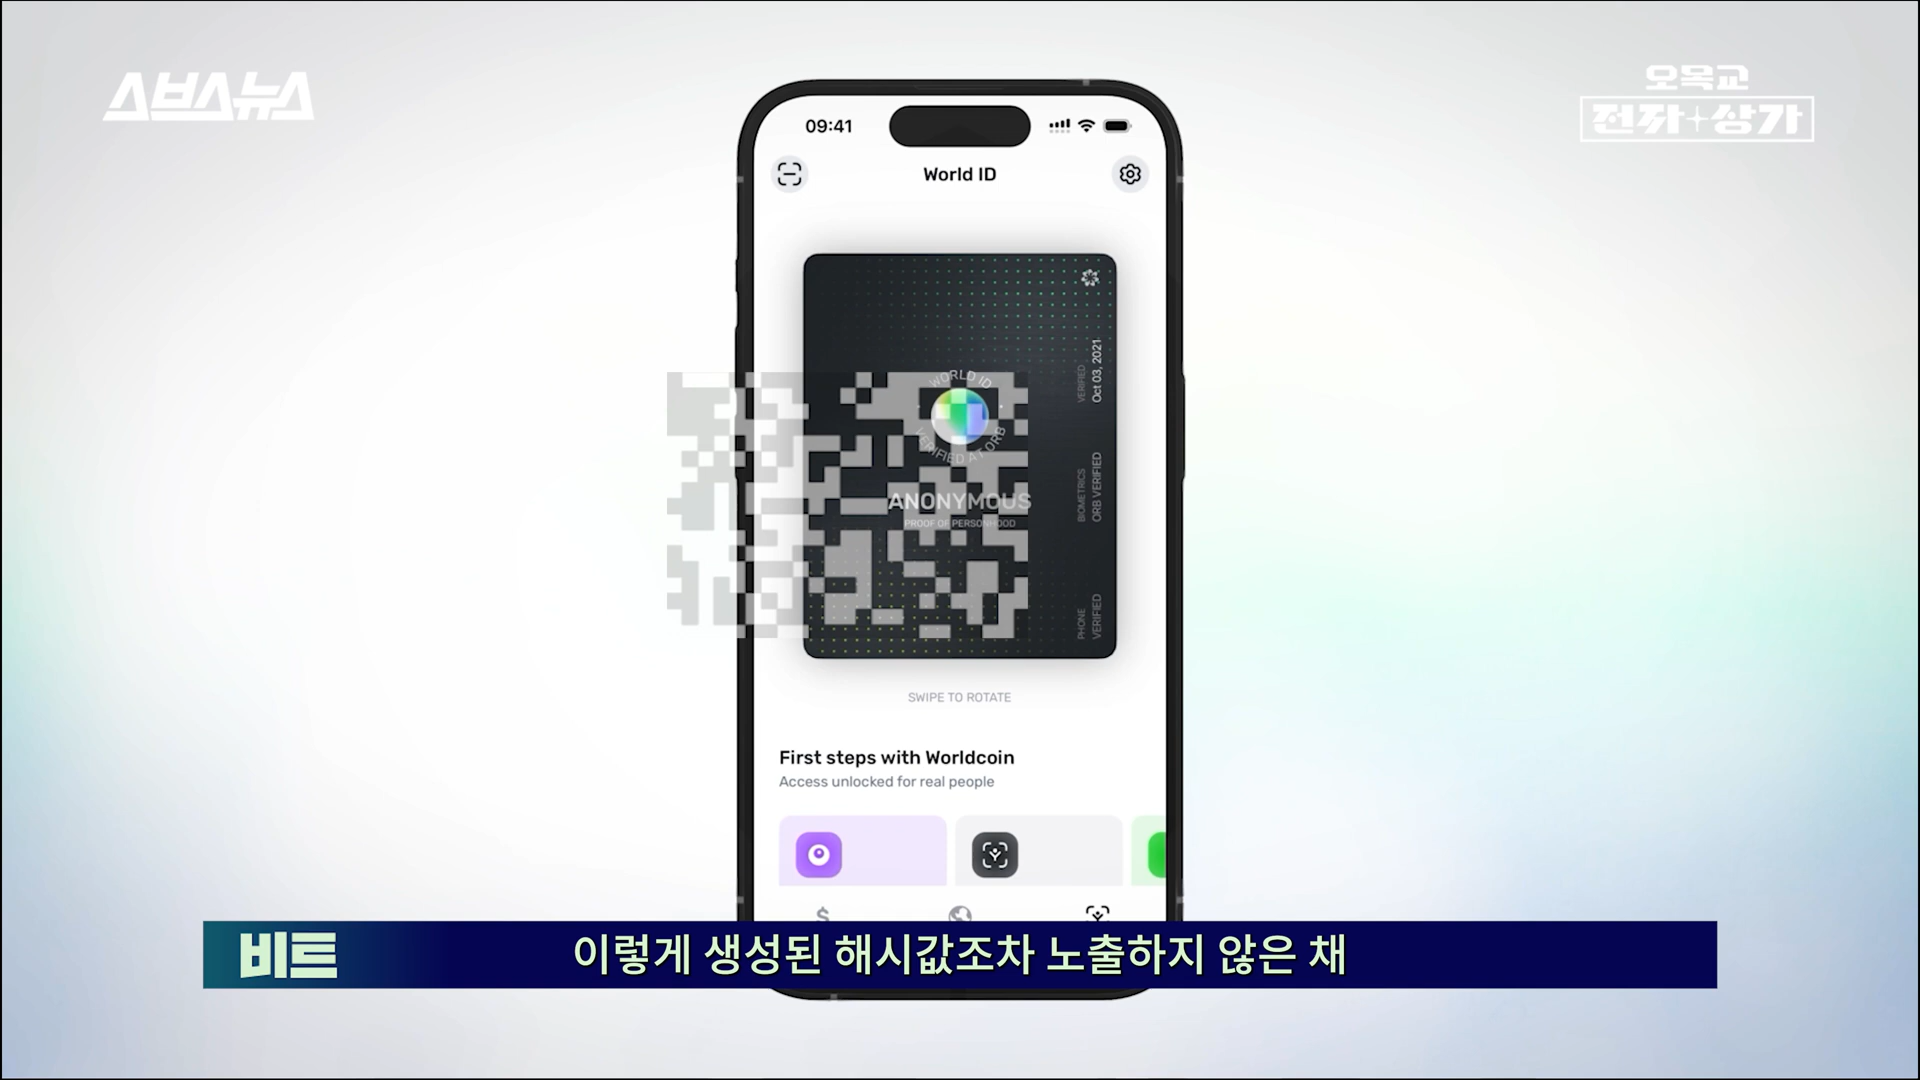 스브스뉴스
오목교
전자상가
09:41
World ID
VERIFIED
Oct 03, 2021
WORLD ID
VERIFIED AT ORB
ANONYMOUS
PROOF OF PERSONHOOD
BIOMETRICS
ORB VERIFIED
PHONE
VERIFIED
SWIPE TO ROTATE
First steps with Worldcoin
Access unlocked for real people
비트
이렇게 생성된 해시값조차 노출하지 않은 채